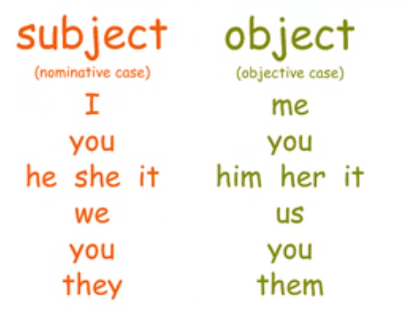 subject object
(nominative case) (objective case)
I me
you you
he she it him her it
we us
you you
they them